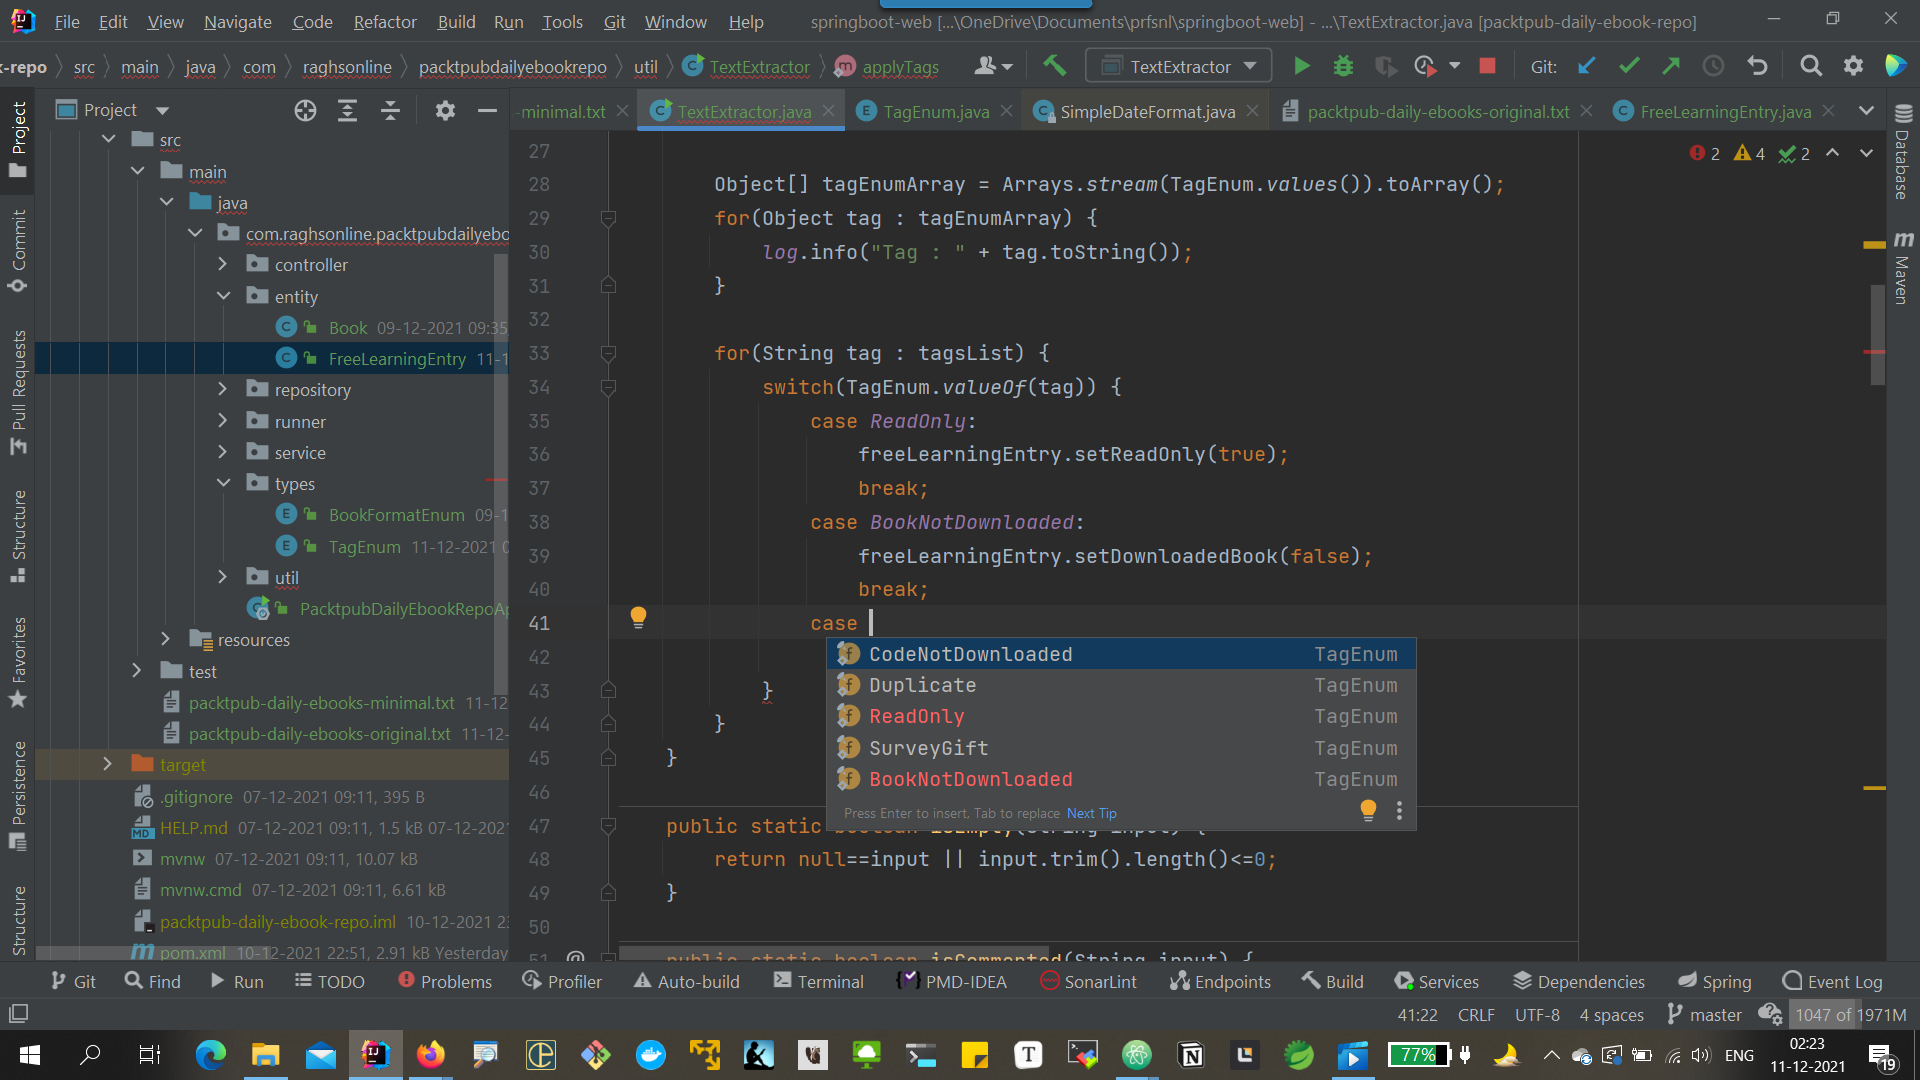 File Edit View Navigate Code Refactor Build Run Tools Git Window Help springboot-web [...\OneDrive\Documents\prfsnl\springboot-web] - ...\TextExtractor.java [packtpub-daily-ebook-repo]
k-repo src main java com raghsonline packtpubdailyebookrepo util TextExtractor applyTags TextExtractor Git:
Project -minimal.txt TextExtractor.java TagEnum.java SimpleDateFormat.java packtpub-daily-ebooks-original.txt FreeLearningEntry.java
2 4 2
Project
Commit
Pull Requests
Structure
Favorites
Persistence
Structure
src
main
java
com.raghsonline.packtpubdailyebo
controller
entity
Book 09-12-2021 09:35
FreeLearningEntry 11-1
repository
runner
service
types
BookFormatEnum 09-1
TagEnum 11-12-2021 0
util
PacktpubDailyEbookRepoAp
resources
test
packtpub-daily-ebooks-minimal.txt 11-12
packtpub-daily-ebooks-original.txt 11-12-
target
.gitignore 07-12-2021 09:11, 395 B
HELP.md 07-12-2021 09:11, 1.5 kB 07-12-202
mvnw 07-12-2021 09:11, 10.07 kB
mvnw.cmd 07-12-2021 09:11, 6.61 kB
packtpub-daily-ebook-repo.iml 10-12-2021 23
pom.xml 10-12-2021 22:51, 2.91 kB Yesterday
27
28 Object[] tagEnumArray = Arrays.stream(TagEnum.values()).toArray();
29 for(Object tag : tagEnumArray) {
30 log.info("Tag : " + tag.toString());
31 }
32
33 for(String tag : tagsList) {
34 switch(TagEnum.valueOf(tag)) {
35 case ReadOnly:
36 freeLearningEntry.setReadOnly(true);
37 break;
38 case BookNotDownloaded:
39 freeLearningEntry.setDownloadedBook(false);
40 break;
41 case
42
43 }
44 }
45 }
46
47 public static boolean isEmpty(String input) {
48 return null==input || input.trim().length()<=0;
49 }
50
51 @ public static boolean isCommented(String input) {
CodeNotDownloaded TagEnum
Duplicate TagEnum
ReadOnly TagEnum
SurveyGift TagEnum
BookNotDownloaded TagEnum
Press Enter to insert, Tab to replace Next Tip
Database
Maven
Git Find Run TODO Problems Profiler Auto-build Terminal PMD-IDEA SonarLint Endpoints Build Services Dependencies Spring Event Log
41:22 CRLF UTF-8 4 spaces master 1047 of 1971M
77% ENG 02:23
11-12-2021
19